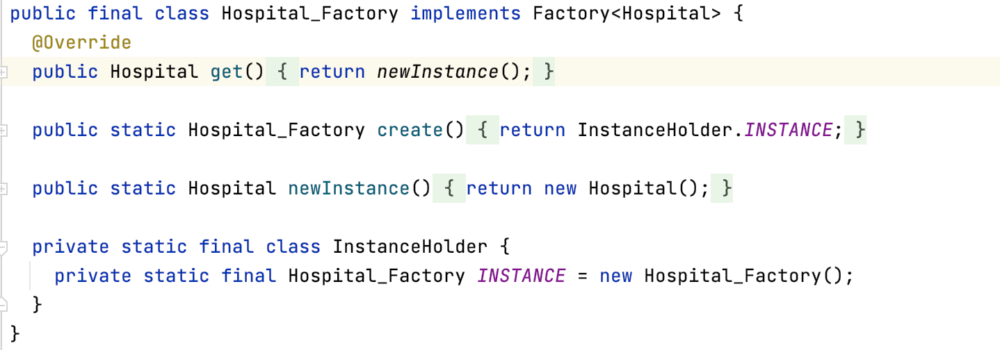 public final class Hospital_Factory implements Factory<Hospital> {
@Override
public Hospital get() { return newInstance(); }
public static Hospital_Factory create() { return InstanceHolder.INSTANCE; }
public static Hospital newInstance() { return new Hospital(); }
private static final class InstanceHolder {
private static final Hospital_Factory INSTANCE = new Hospital_Factory();
}
}